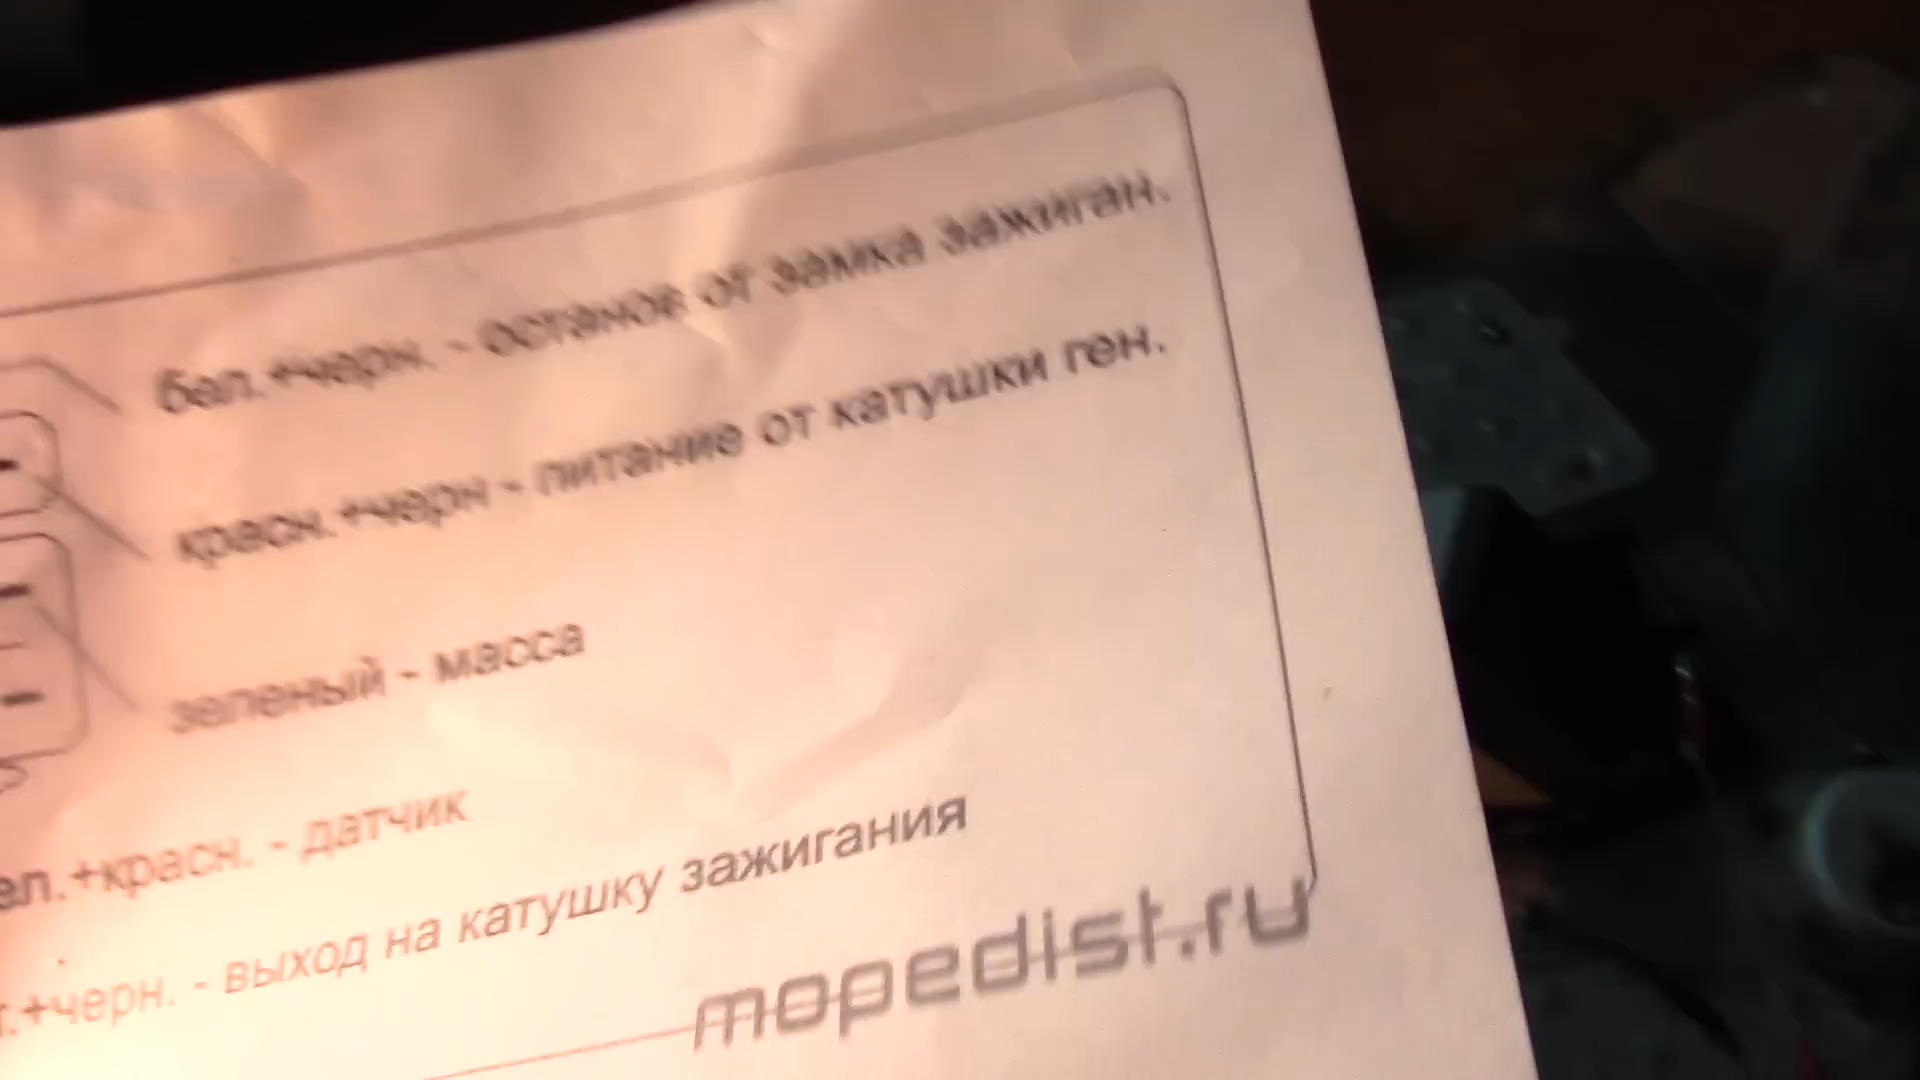 бел.+черн. - останов от замка зажиган.
красн.+черн - питание от катушки ген.
зеленый - масса
ел.+красн. - датчик
.+черн. - выход на катушку зажигания
mopedist.ru